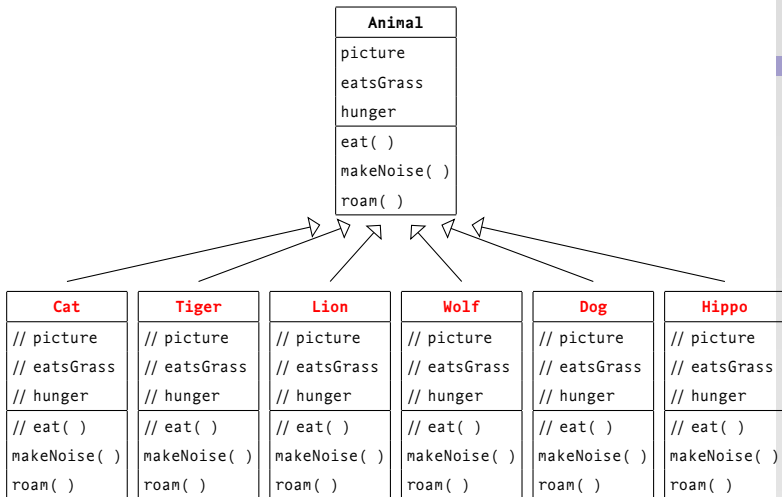 Animal
picture
eatsGrass
hunger
eat( )
makeNoise( )
roam( )
Cat
// picture
// eatsGrass
// hunger
// eat( )
makeNoise( )
roam( )
Tiger
// picture
// eatsGrass
// hunger
// eat( )
makeNoise( )
roam( )
Lion
// picture
// eatsGrass
// hunger
// eat( )
makeNoise( )
roam( )
Wolf
// picture
// eatsGrass
// hunger
// eat( )
makeNoise( )
roam( )
Dog
// picture
// eatsGrass
// hunger
// eat( )
makeNoise( )
roam( )
Hippo
// picture
// eatsGrass
// hunger
// eat( )
makeNoise( )
roam( )